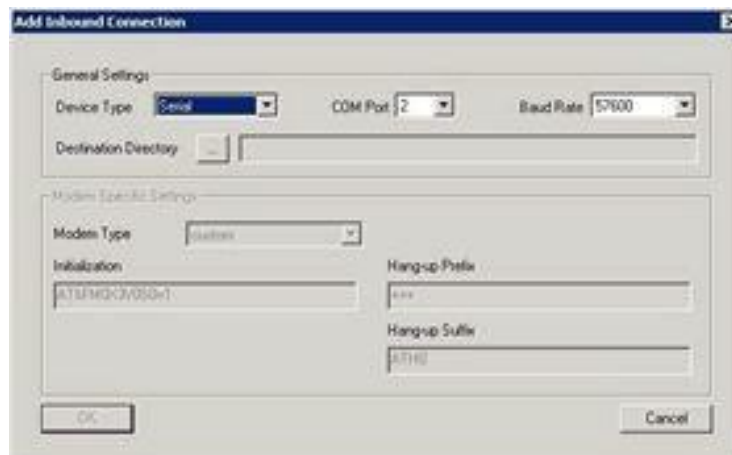 Add Inbound Connection
General Settings
Device Type Serial COM Port 2 Baud Rate 57600
Destination Directory ...
Modem Specific Settings
Modem Type custom
Initialization Hang-up Prefix
+++
Hang-up Suffix
ATH0
OK Cancel